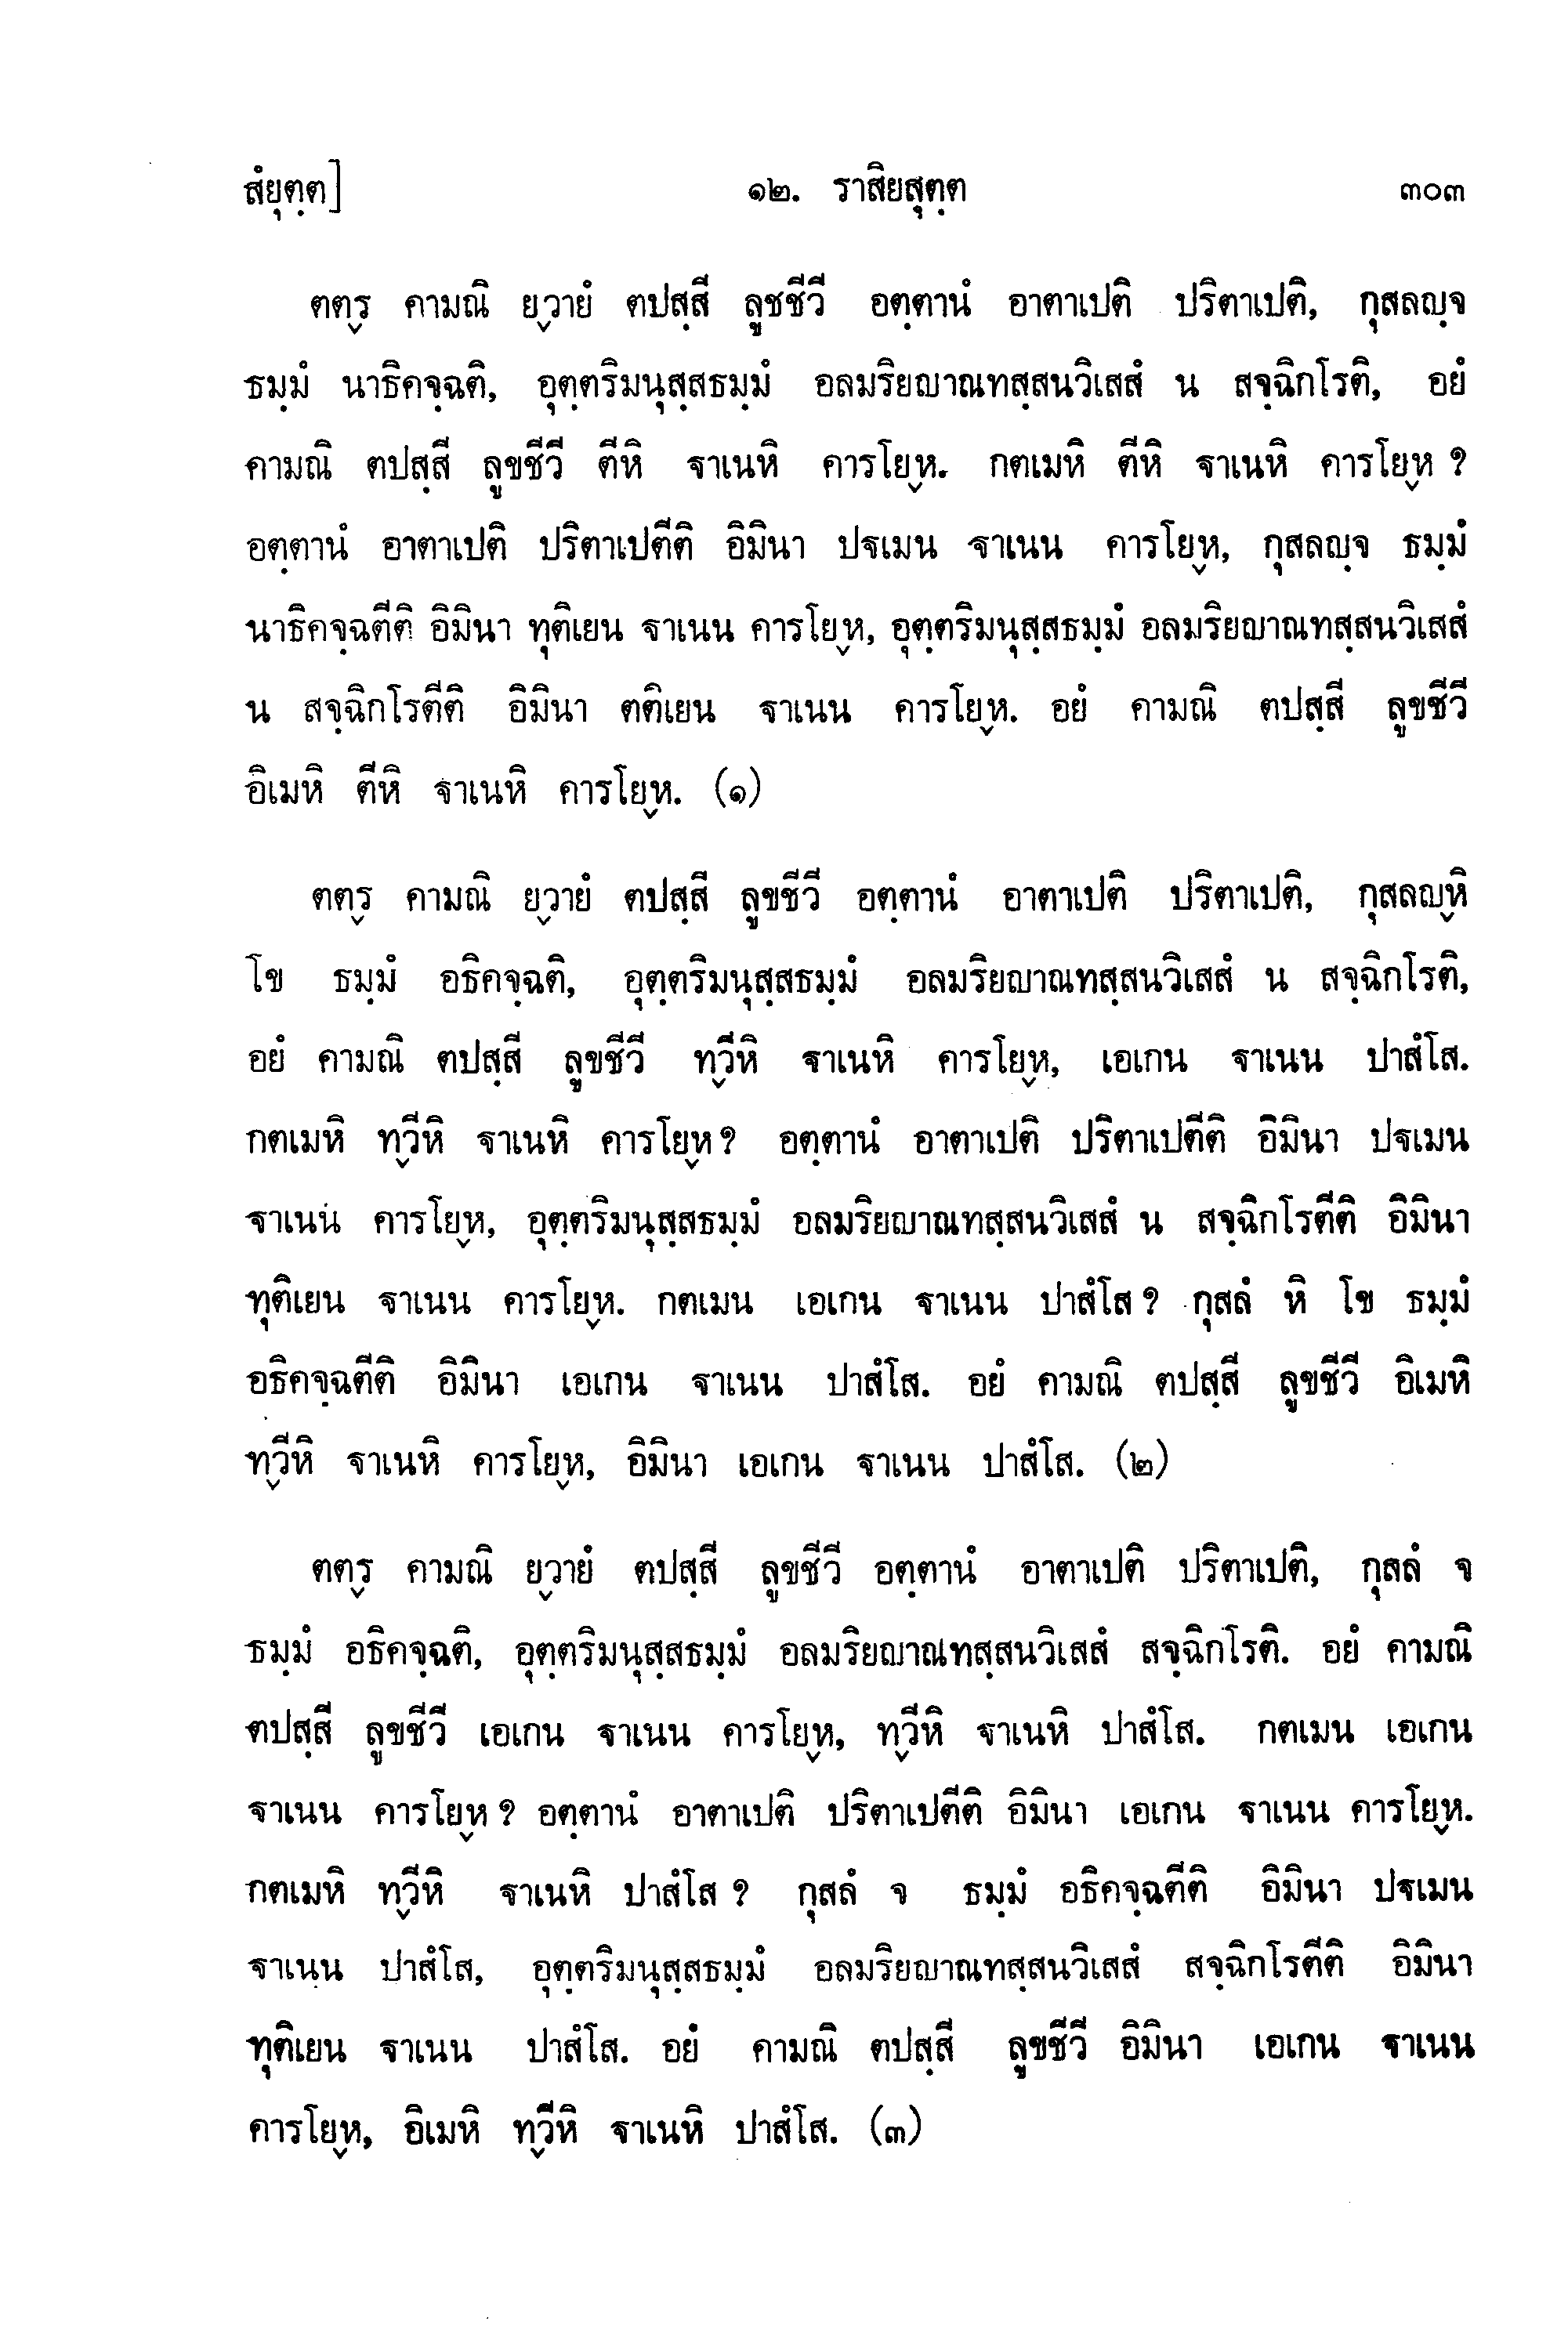 สํยุตฺต]	๑๒. ราสิยสุตฺต	๓๐๓
ตต๎ร คามณิ ย๎วายํ ตปสฺสี ลูขชีวี อตฺตานํ อาตาเปติ ปริตาเปติ, กุสลญฺจ
ธมฺมํ นาธิคจฺฉติ, อุตฺตริมนุสฺสธมฺมํ อลมริยญาณทสฺสนวิเสสํ น สจฺฉิกโรติ, อยํ
คามณิ ตปสฺสี ลูขชีวี ตีหิ ฐาเนหิ คารโย๎ห. กตเมหิ ตีหิ ฐาเนหิ คารโย๎ห ?
อตฺตานํ อาตาเปติ ปริตาเปตีติ อิมินา ปฐเมน ฐาเนน คารโย๎ห, กุสลญฺจ ธมฺมํ
นาธิคจฺฉตีติ อิมินา ทุติเยน ฐาเนน คารโย๎ห, อุตฺตริมนุสฺสธมฺมํ อลมริยญาณทสฺสนวิเสสํ
น สจฺฉิกโรตีติ อิมินา ตติเยน ฐาเนน คารโย๎ห. อยํ คามณิ ตปสฺสี ลูขชีวี
อิเมหิ ตีหิ ฐาเนหิ คารโย๎ห. (๑)
ตต๎ร คามณิ ย๎วายํ ตปสฺสี ลูขชีวี อตฺตานํ อาตาเปติ ปริตาเปติ, กุสลญ๎หิ
โข ธมฺมํ อธิคจฺฉติ, อุตฺตริมนุสฺสธมฺมํ อลมริยญาณทสฺสนวิเสสํ น สจฺฉิกโรติ,
อยํ คามณิ ตปสฺสี ลูขชีวี ท๎วีหิ ฐาเนหิ คารโย๎ห, เอเกน ฐาเนน ปาสํโส.
กตเมหิ ท๎วีหิ ฐาเนหิ คารโย๎ห ? อตฺตานํ อาตาเปติ ปริตาเปตีติ อิมินา ปฐเมน
ฐาเนน คารโย๎ห, อุตฺตริมนุสฺสธมฺมํ อลมริยญาณทสฺสนวิเสสํ น สจฺฉิกโรตีติ อิมินา
ทุติเยน ฐาเนน คารโย๎ห. กตเมน เอเกน ฐาเนน ปาสํโส ? กุสลํ หิ โข ธมฺมํ
อธิคจฺฉตีติ อิมินา เอเกน ฐาเนน ปาสํโส. อยํ คามณิ ตปสฺสี ลูขชีวี อิเมหิ
ท๎วีหิ ฐาเนหิ คารโย๎ห, อิมินา เอเกน ฐาเนน ปาสํโส. (๒)
ตต๎ร คามณิ ย๎วายํ ตปสฺสี ลูขชีวี อตฺตานํ อาตาเปติ ปริตาเปติ, กุสลํ จ
ธมฺมํ อธิคจฺฉติ, อุตฺตริมนุสฺสธมฺมํ อลมริยญาณทสฺสนวิเสสํ สจฺฉิกโรติ. อยํ คามณิ
ตปสฺสี ลูขชีวี เอเกน ฐาเนน คารโย๎ห, ท๎วีหิ ฐาเนหิ ปาสํโส. กตเมน เอเกน
ฐาเนน คารโย๎ห ? อตฺตานํ อาตาเปติ ปริตาเปตีติ อิมินา เอเกน ฐาเนน คารโย๎ห.
กตเมหิ ท๎วีหิ ฐาเนหิ ปาสํโส ? กุสลํ จ ธมฺมํ อธิคจฺฉตีติ อิมินา ปฐเมน
ฐาเนน ปาสํโส, อุตฺตริมนุสฺสธมฺมํ อลมริยญาณทสฺสนวิเสสํ สจฺฉิกโรตีติ อิมินา
ทุติเยน ฐาเนน ปาสํโส. อยํ คามณิ ตปสฺสี ลูขชีวี อิมินา เอเกน ฐาเนน
คารโย๎ห, อิเมหิ ท๎วีหิ ฐาเนหิ ปาสํโส. (๓)